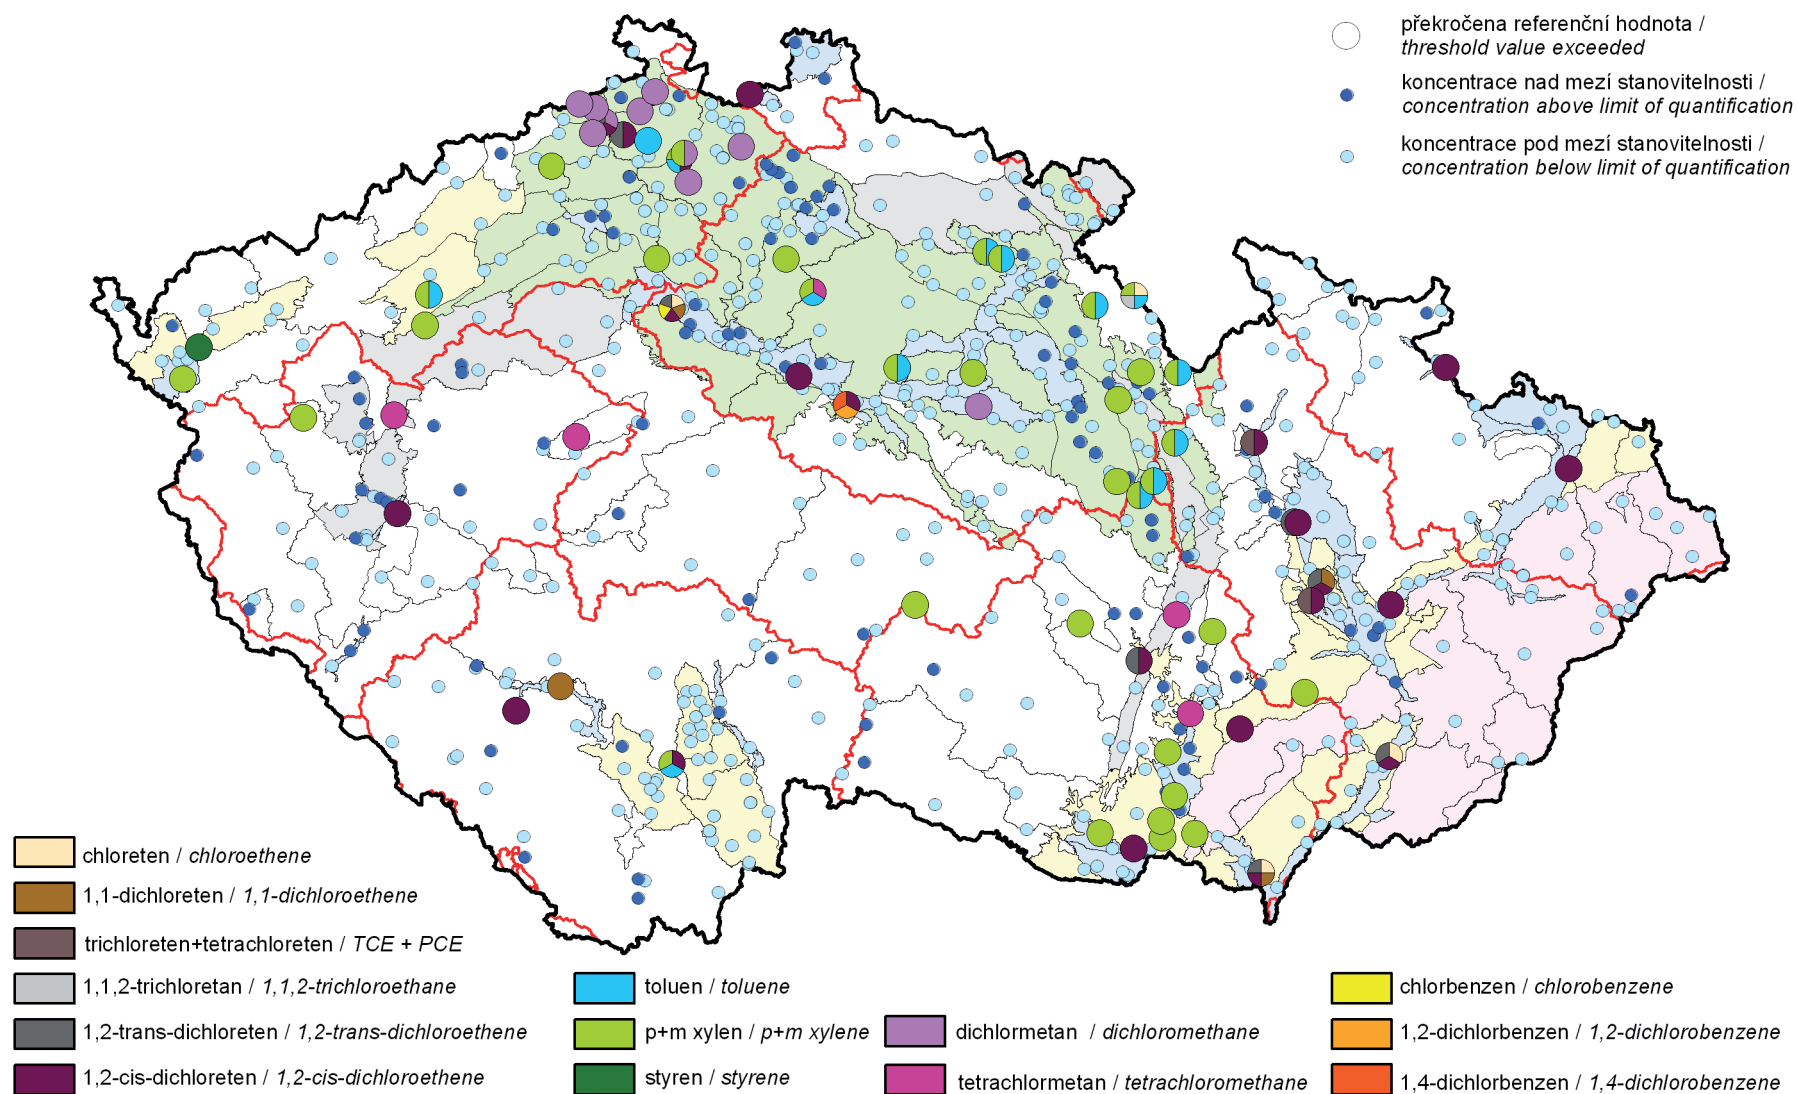 překročena referenční hodnota /
threshold value exceeded
koncentrace nad mezí stanovitelnosti /
concentration above limit of quantification
koncentrace pod mezí stanovitelnosti /
concentration below limit of quantification
chloreten / chloroethene
1,1-dichloreten / 1,1-dichloroethene
trichloreten+tetrachloreten / TCE + PCE
1,1,2-trichloretan / 1,1,2-trichloroethane
1,2-trans-dichloreten / 1,2-trans-dichloroethene
1,2-cis-dichloreten / 1,2-cis-dichloroethene
toluen / toluene
p+m xylen / p+m xylene
styren / styrene
dichlormetan / dichloromethane
tetrachlormetan / tetrachloromethane
chlorbenzen / chlorobenzene
1,2-dichlorbenzen / 1,2-dichlorobenzene
1,4-dichlorbenzen / 1,4-dichlorobenzene